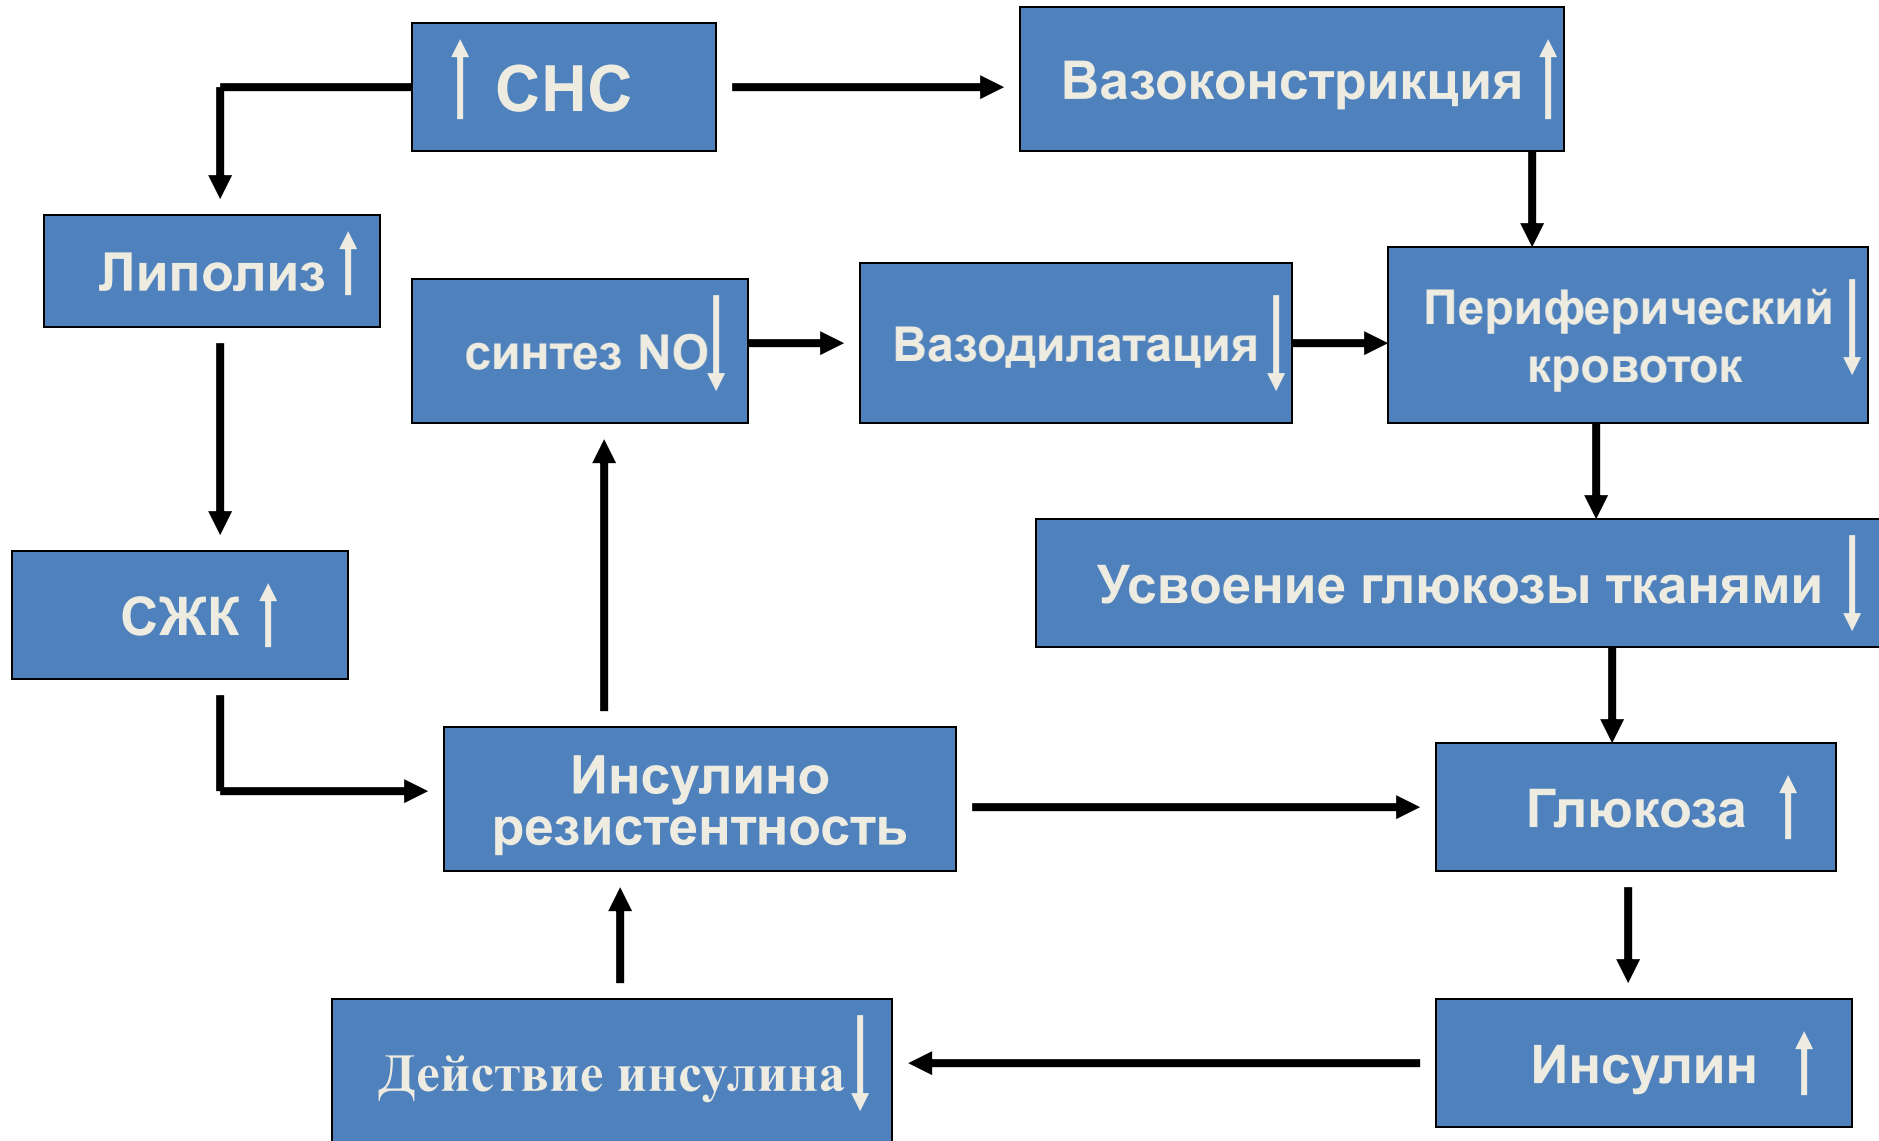 СНС
Вазоконстрикция
Липолиз
синтез NO
Вазодилатация
Периферический
кровоток
СЖК
Усвоение глюкозы тканями
Инсулино
резистентность
Глюкоза
Действие инсулина
Инсулин